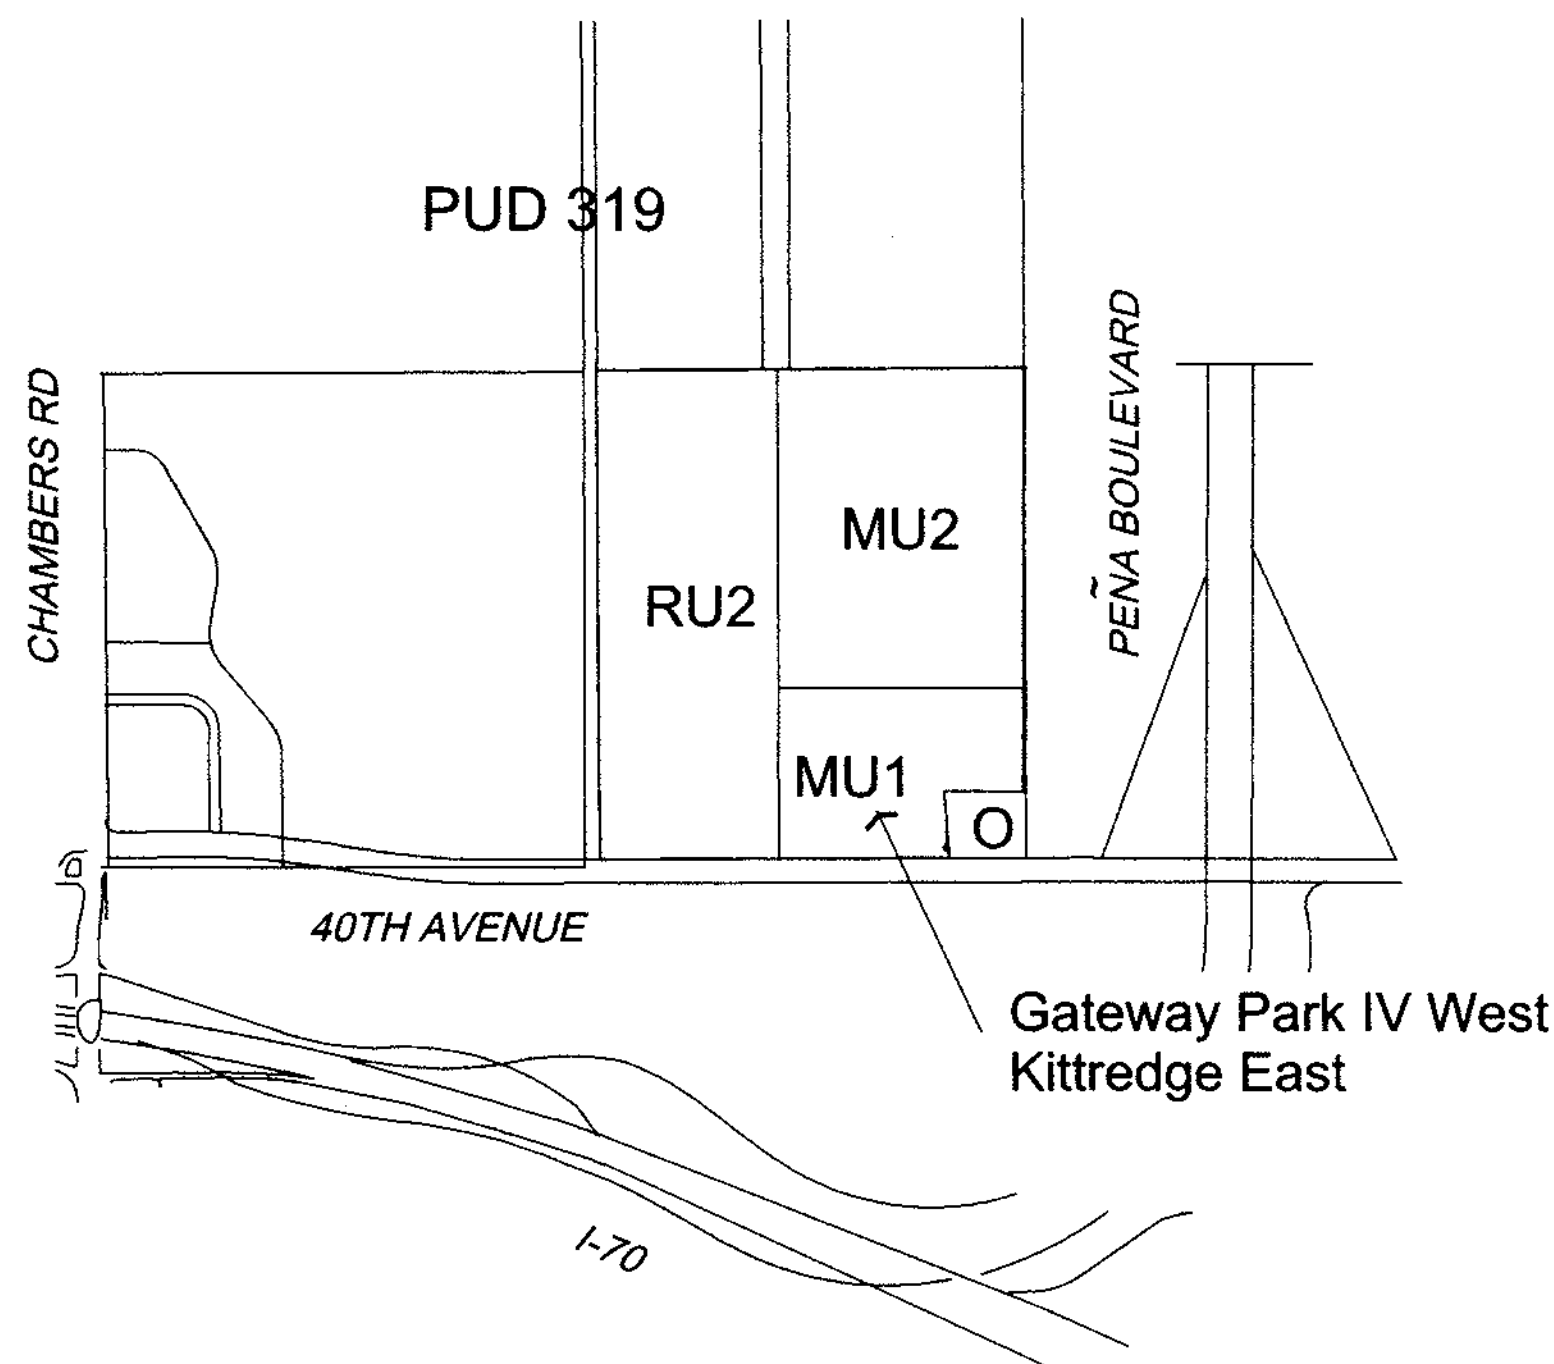 PUD 319
CHAMBERS RD
PEÑA BOULEVARD
MU2
RU2
MU1
O
40TH AVENUE
Gateway Park IV West
Kittredge East
I-70